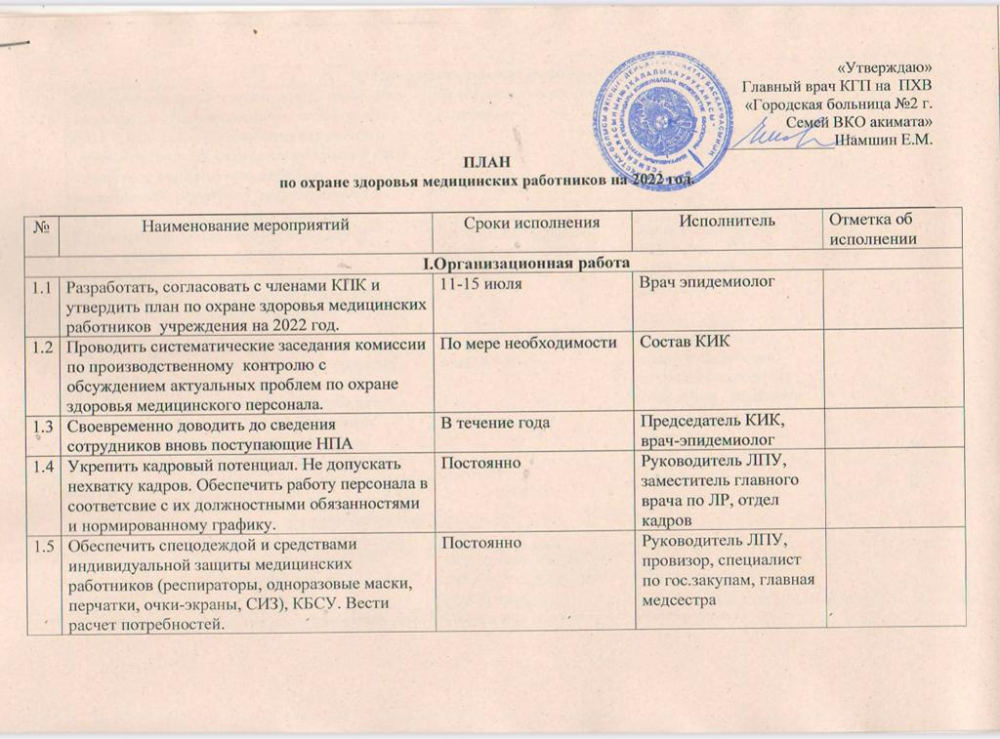 «Утверждаю»
Главный врач КГП на ПХВ
«Городская больница №2 г.
Семей ВКО акимата»
Шамшин Е.М.
ПЛАН
по охране здоровья медицинских работников на 2022 год.
№ Наименование мероприятий Сроки исполнения Исполнитель Отметка об
исполнении
I.Организационная работа
1.1 Разработать, согласовать с членами КПК и 11-15 июля Врач эпидемиолог
утвердить план по охране здоровья медицинских
работников учреждения на 2022 год.
1.2 Проводить систематические заседания комиссии По мере необходимости Состав КИК
по производственному контролю с
обсуждением актуальных проблем по охране
здоровья медицинского персонала.
1.3 Своевременно доводить до сведения В течение года Председатель КИК,
сотрудников вновь поступающие НПА врач-эпидемиолог
1.4 Укрепить кадровый потенциал. Не допускать Постоянно Руководитель ЛПУ,
нехватку кадров. Обеспечить работу персонала в заместитель главного
соответсвие с их должностными обязанностями врача по ЛР, отдел
и нормированному графику. кадров
1.5 Обеспечить спецодеждой и средствами Постоянно Руководитель ЛПУ,
индивидуальной защиты медицинских провизор, специалист
работников (респираторы, одноразовые маски, по гос.закупам, главная
перчатки, очки-экраны, СИЗ), КБСУ. Вести медсестра
расчет потребностей.